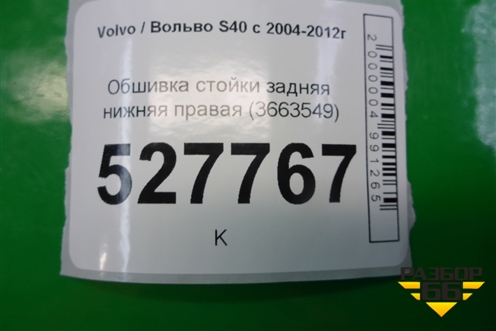 Volvo / Вольво S40 с 2004-2012г
Обшивка стойки задняя
нижняя правая (3663549)
527767
К
2000004991265
РАЗБОР
66